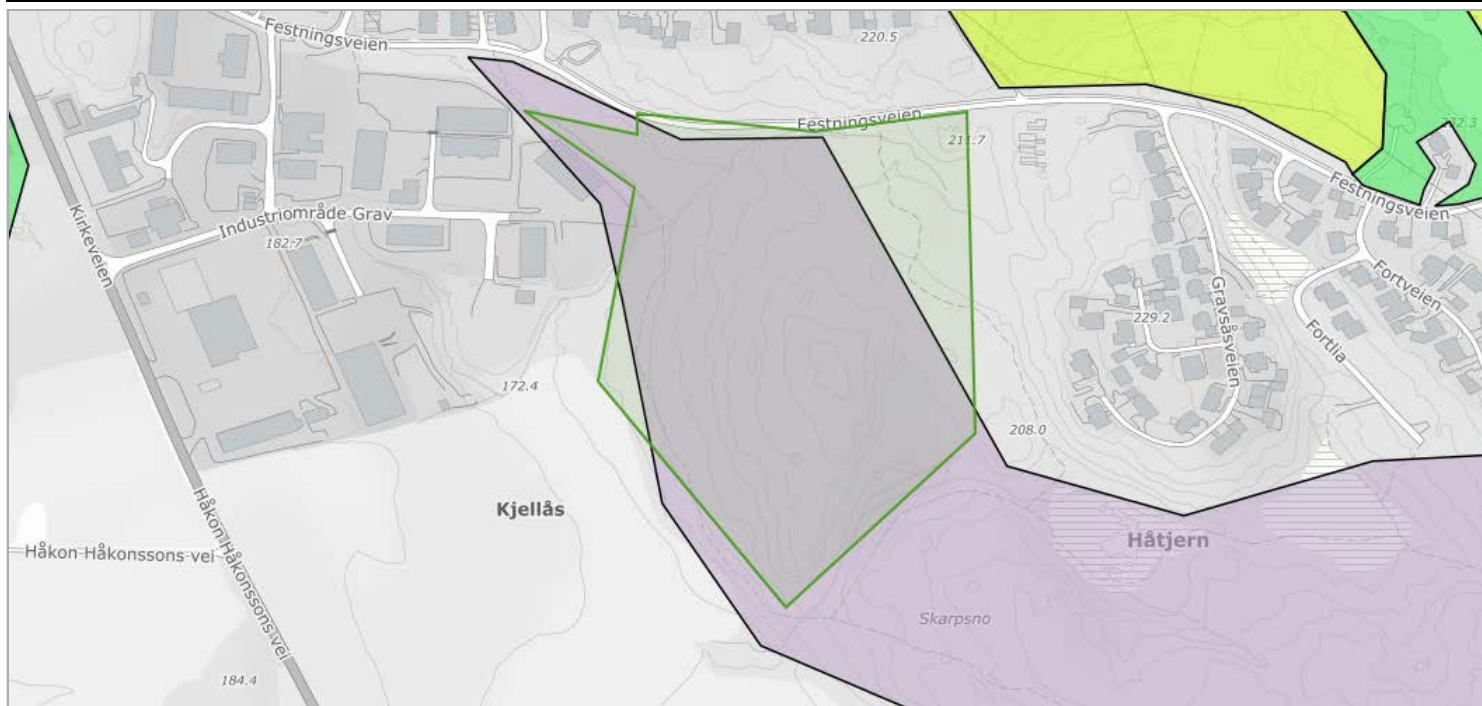 Festningsveien
220.5
Festningsveien
211.7
Festningsveien
Kirkeveien
Industriområde Grav
182.7
Gravsåsveien
Fortveien
229.2
Fortlia
172.4
208.0
Kjellås
Håtjern
Håkon Håkonssons vei
Håkon Håkonssons vei
Skarpsno
184.4